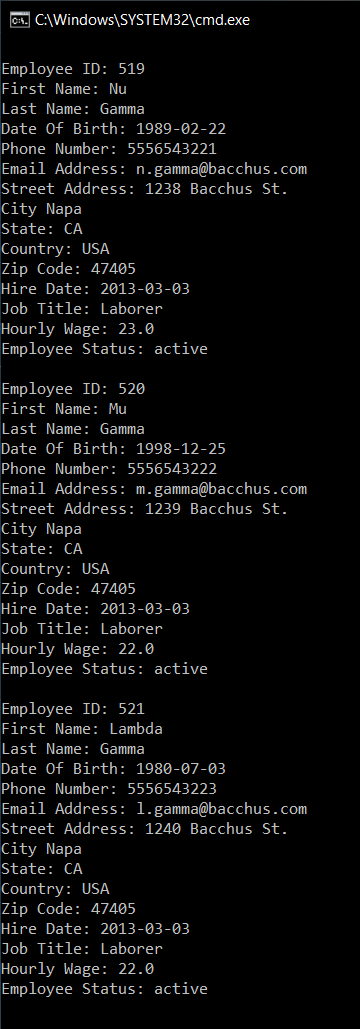 C:\Windows\SYSTEM32\cmd.exe
Employee ID: 519
First Name: Nu
Last Name: Gamma
Date Of Birth: 1989-02-22
Phone Number: 5556543221
Email Address: n.gamma@bacchus.com
Street Address: 1238 Bacchus St.
City Napa
State: CA
Country: USA
Zip Code: 47405
Hire Date: 2013-03-03
Job Title: Laborer
Hourly Wage: 23.0
Employee Status: active
Employee ID: 520
First Name: Mu
Last Name: Gamma
Date Of Birth: 1998-12-25
Phone Number: 5556543222
Email Address: m.gamma@bacchus.com
Street Address: 1239 Bacchus St.
City Napa
State: CA
Country: USA
Zip Code: 47405
Hire Date: 2013-03-03
Job Title: Laborer
Hourly Wage: 22.0
Employee Status: active
Employee ID: 521
First Name: Lambda
Last Name: Gamma
Date Of Birth: 1980-07-03
Phone Number: 5556543223
Email Address: l.gamma@bacchus.com
Street Address: 1240 Bacchus St.
City Napa
State: CA
Country: USA
Zip Code: 47405
Hire Date: 2013-03-03
Job Title: Laborer
Hourly Wage: 22.0
Employee Status: active